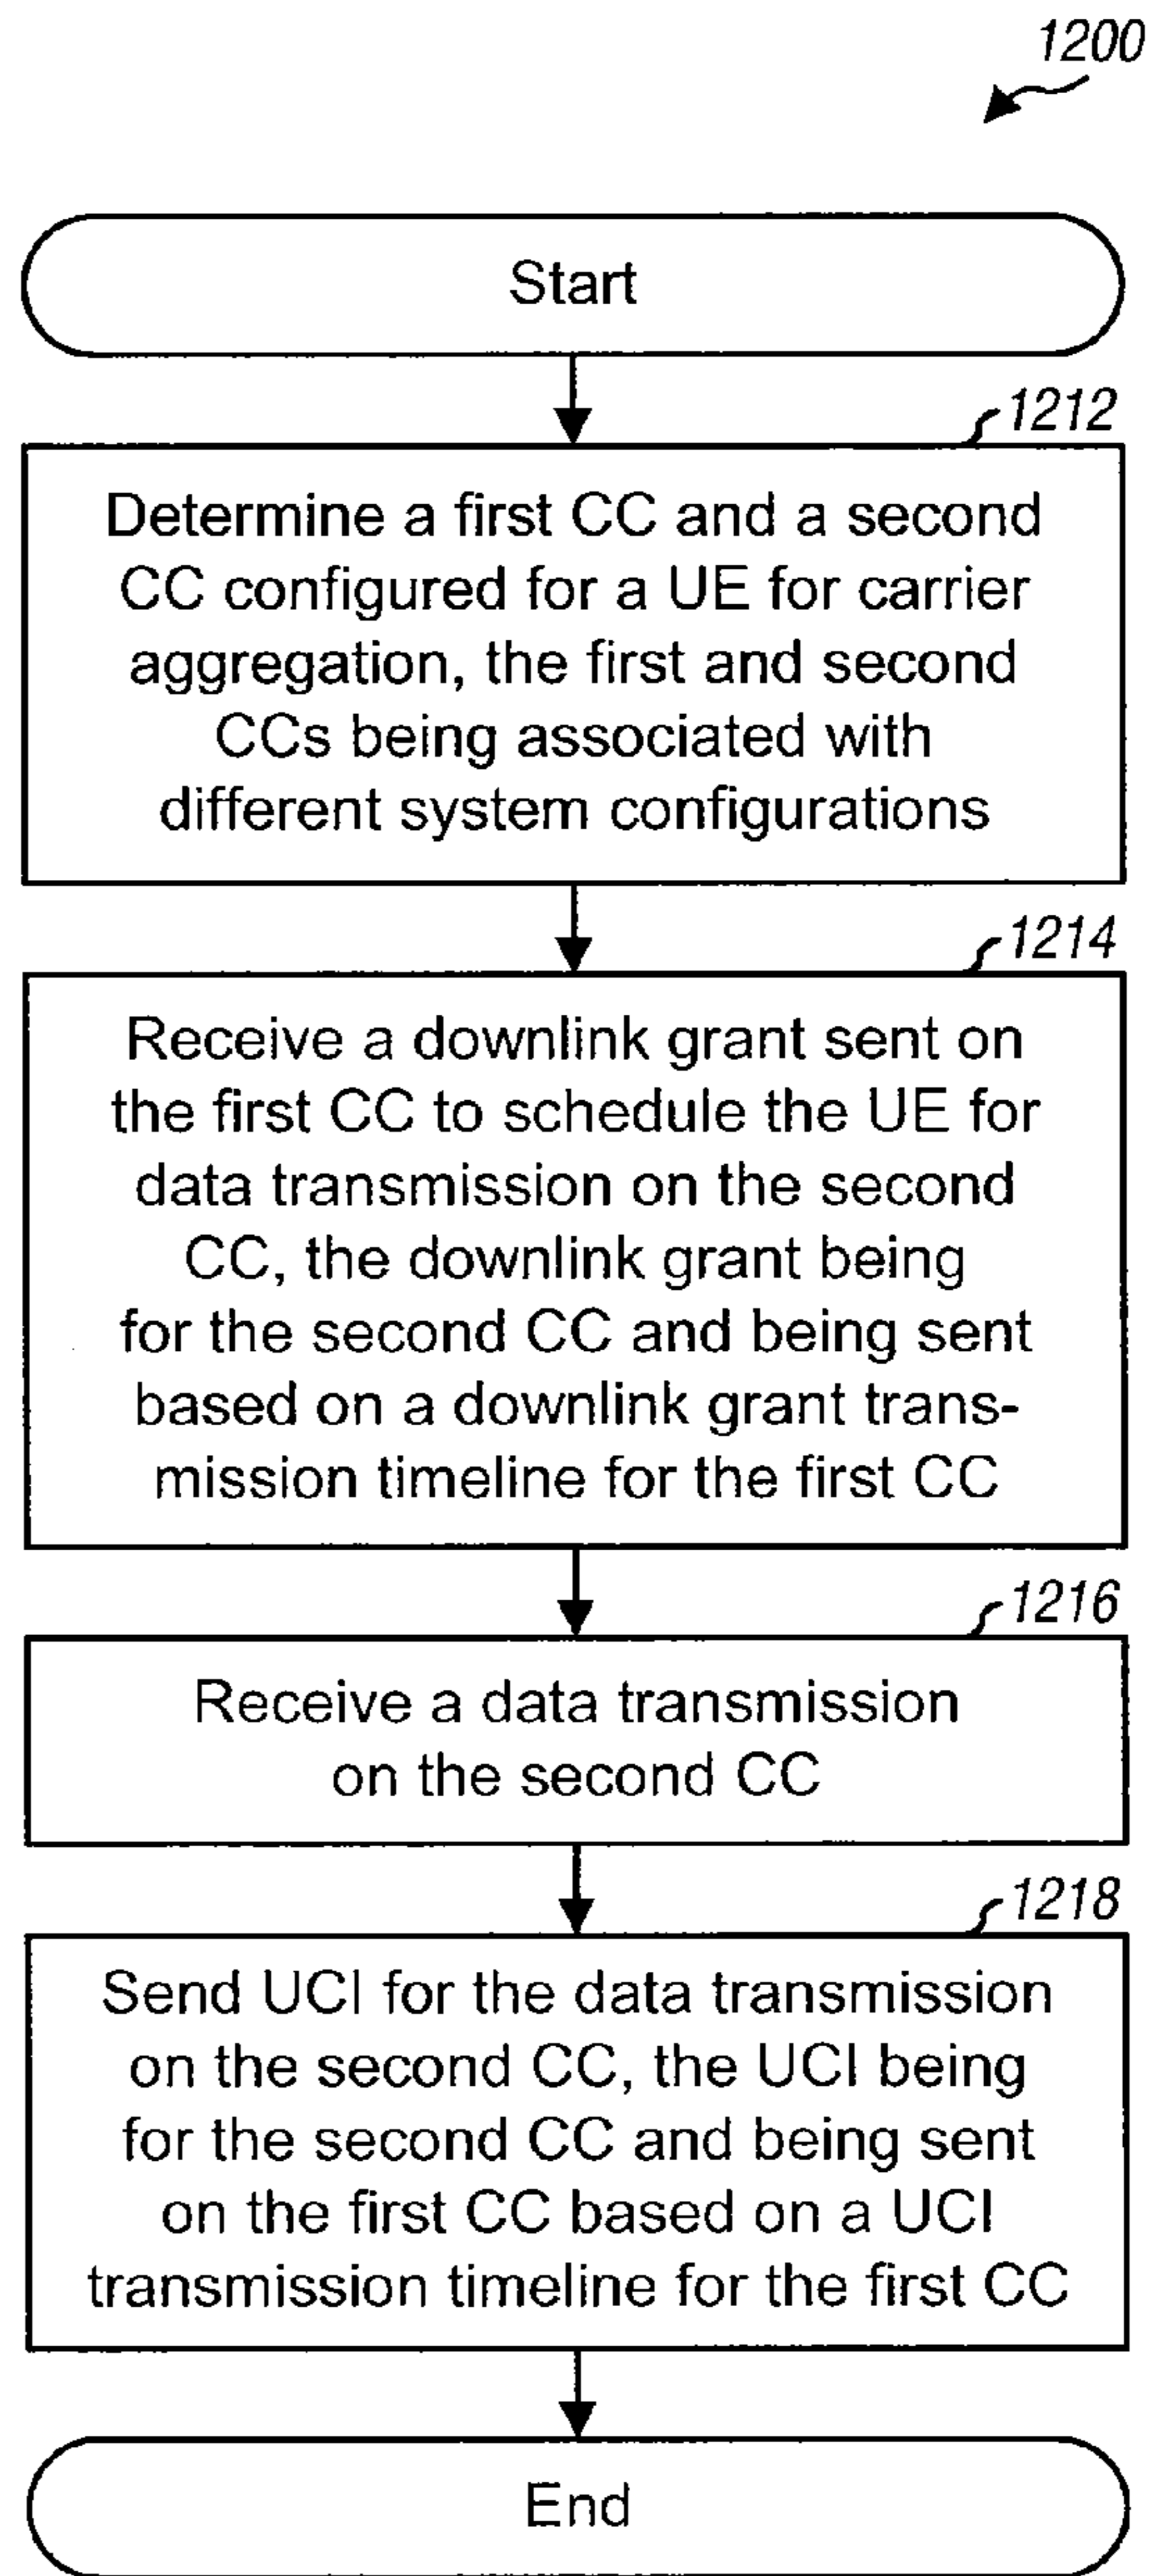 1200
Start
1212
Determine a first CC and a second
CC configured for a UE for carrier
aggregation, the first and second
CCs being associated with
different system configurations
1214
Receive a downlink grant sent on
the first CC to schedule the UE for
data transmission on the second
CC, the downlink grant being
for the second CC and being sent
based on a downlink grant trans-
mission timeline for the first CC
1216
Receive a data transmission
on the second CC
1218
Send UCI for the data transmission
on the second CC, the UCI being
for the second CC and being sent
on the first CC based on a UCI
transmission timeline for the first CC
End